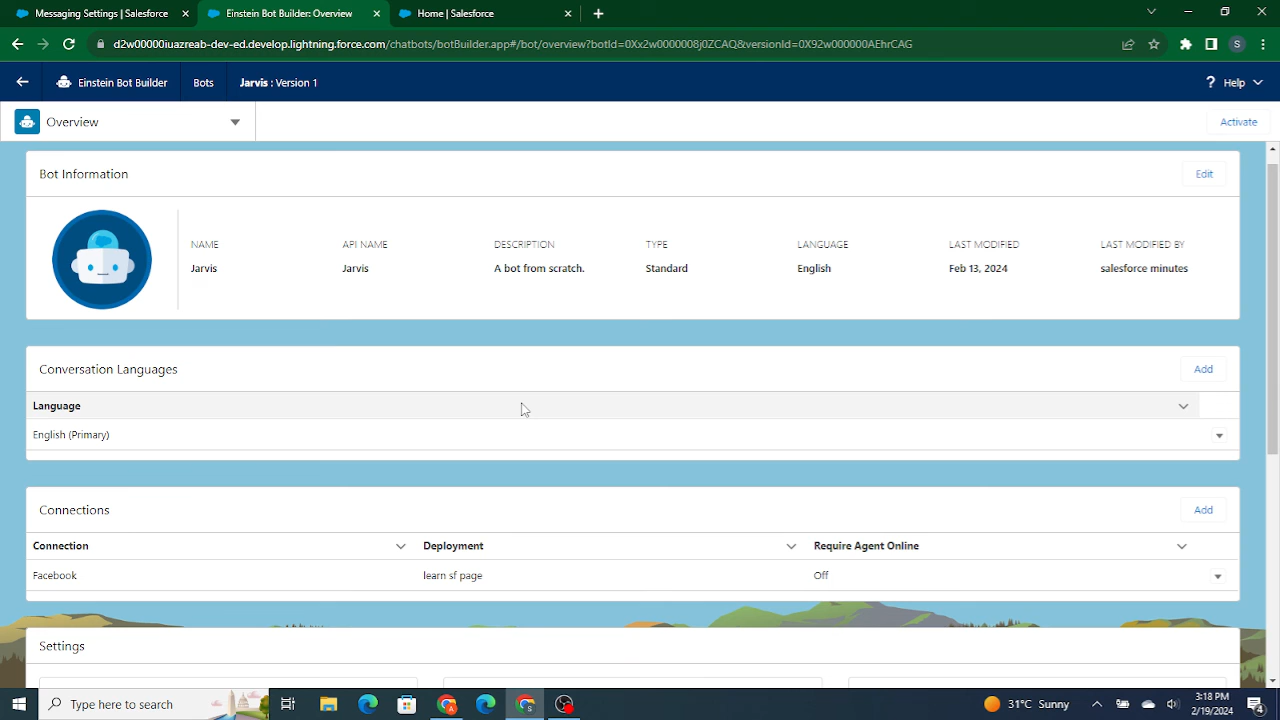 Messaging Settings | Salesforce
Einstein Bot Builder: Overview
Home | Salesforce
d2w00000iuazreab-dev-ed.develop.lightning.force.com/chatbots/botBuilder.app#/bot/overview?botId=0Xx2w0000008j0ZCAQ&versionId=0X92w000000AEhrCAG
S
Einstein Bot Builder
Bots
Jarvis : Version 1
? Help
Overview
Activate
Bot Information
Edit
NAME API NAME DESCRIPTION TYPE LANGUAGE LAST MODIFIED LAST MODIFIED BY
Jarvis Jarvis A bot from scratch. Standard English Feb 13, 2024 salesforce minutes
Conversation Languages
Add
Language
English (Primary)
Connections
Add
Connection Deployment Require Agent Online
Facebook learn sf page Off
Settings
Type here to search
31°C Sunny
3:18 PM
2/19/2024
4